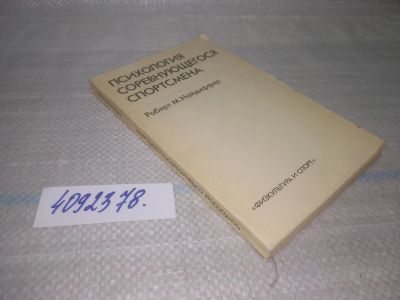 ПСИХОЛОГИЯ
СОРЕВНУЮЩЕГОСЯ
СПОРТСМЕНА
Роберт М. Найдиффер
«ФИЗКУЛЬТУРА И СПОРТ»
4092378.